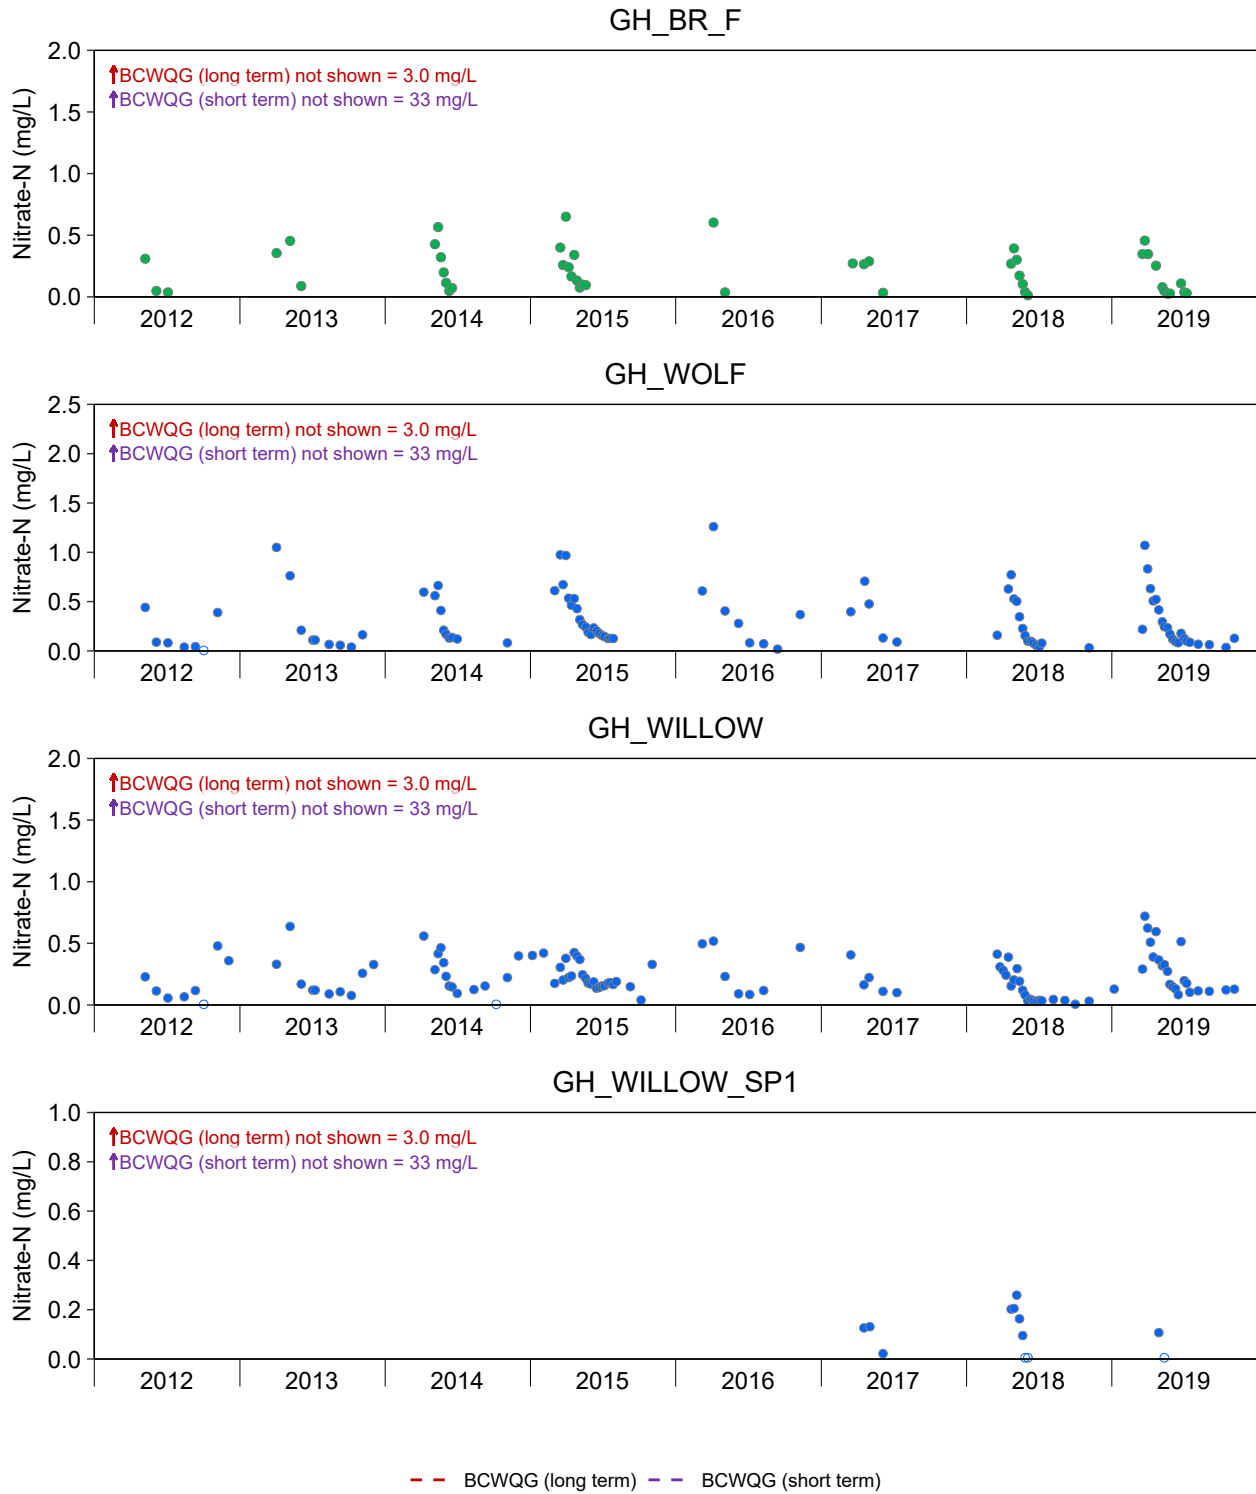 GH_BR_F
Nitrate-N (mg/L)
2.0
1.5
1.0
0.5
0.0
↑BCWQG (long term) not shown = 3.0 mg/L
↑BCWQG (short term) not shown = 33 mg/L
2012 2013 2014 2015 2016 2017 2018 2019
GH_WOLF
Nitrate-N (mg/L)
2.5
2.0
1.5
1.0
0.5
0.0
↑BCWQG (long term) not shown = 3.0 mg/L
↑BCWQG (short term) not shown = 33 mg/L
2012 2013 2014 2015 2016 2017 2018 2019
GH_WILLOW
Nitrate-N (mg/L)
2.0
1.5
1.0
0.5
0.0
↑BCWQG (long term) not shown = 3.0 mg/L
↑BCWQG (short term) not shown = 33 mg/L
2012 2013 2014 2015 2016 2017 2018 2019
GH_WILLOW_SP1
Nitrate-N (mg/L)
1.0
0.8
0.6
0.4
0.2
0.0
↑BCWQG (long term) not shown = 3.0 mg/L
↑BCWQG (short term) not shown = 33 mg/L
2012 2013 2014 2015 2016 2017 2018 2019
BCWQG (long term) BCWQG (short term)